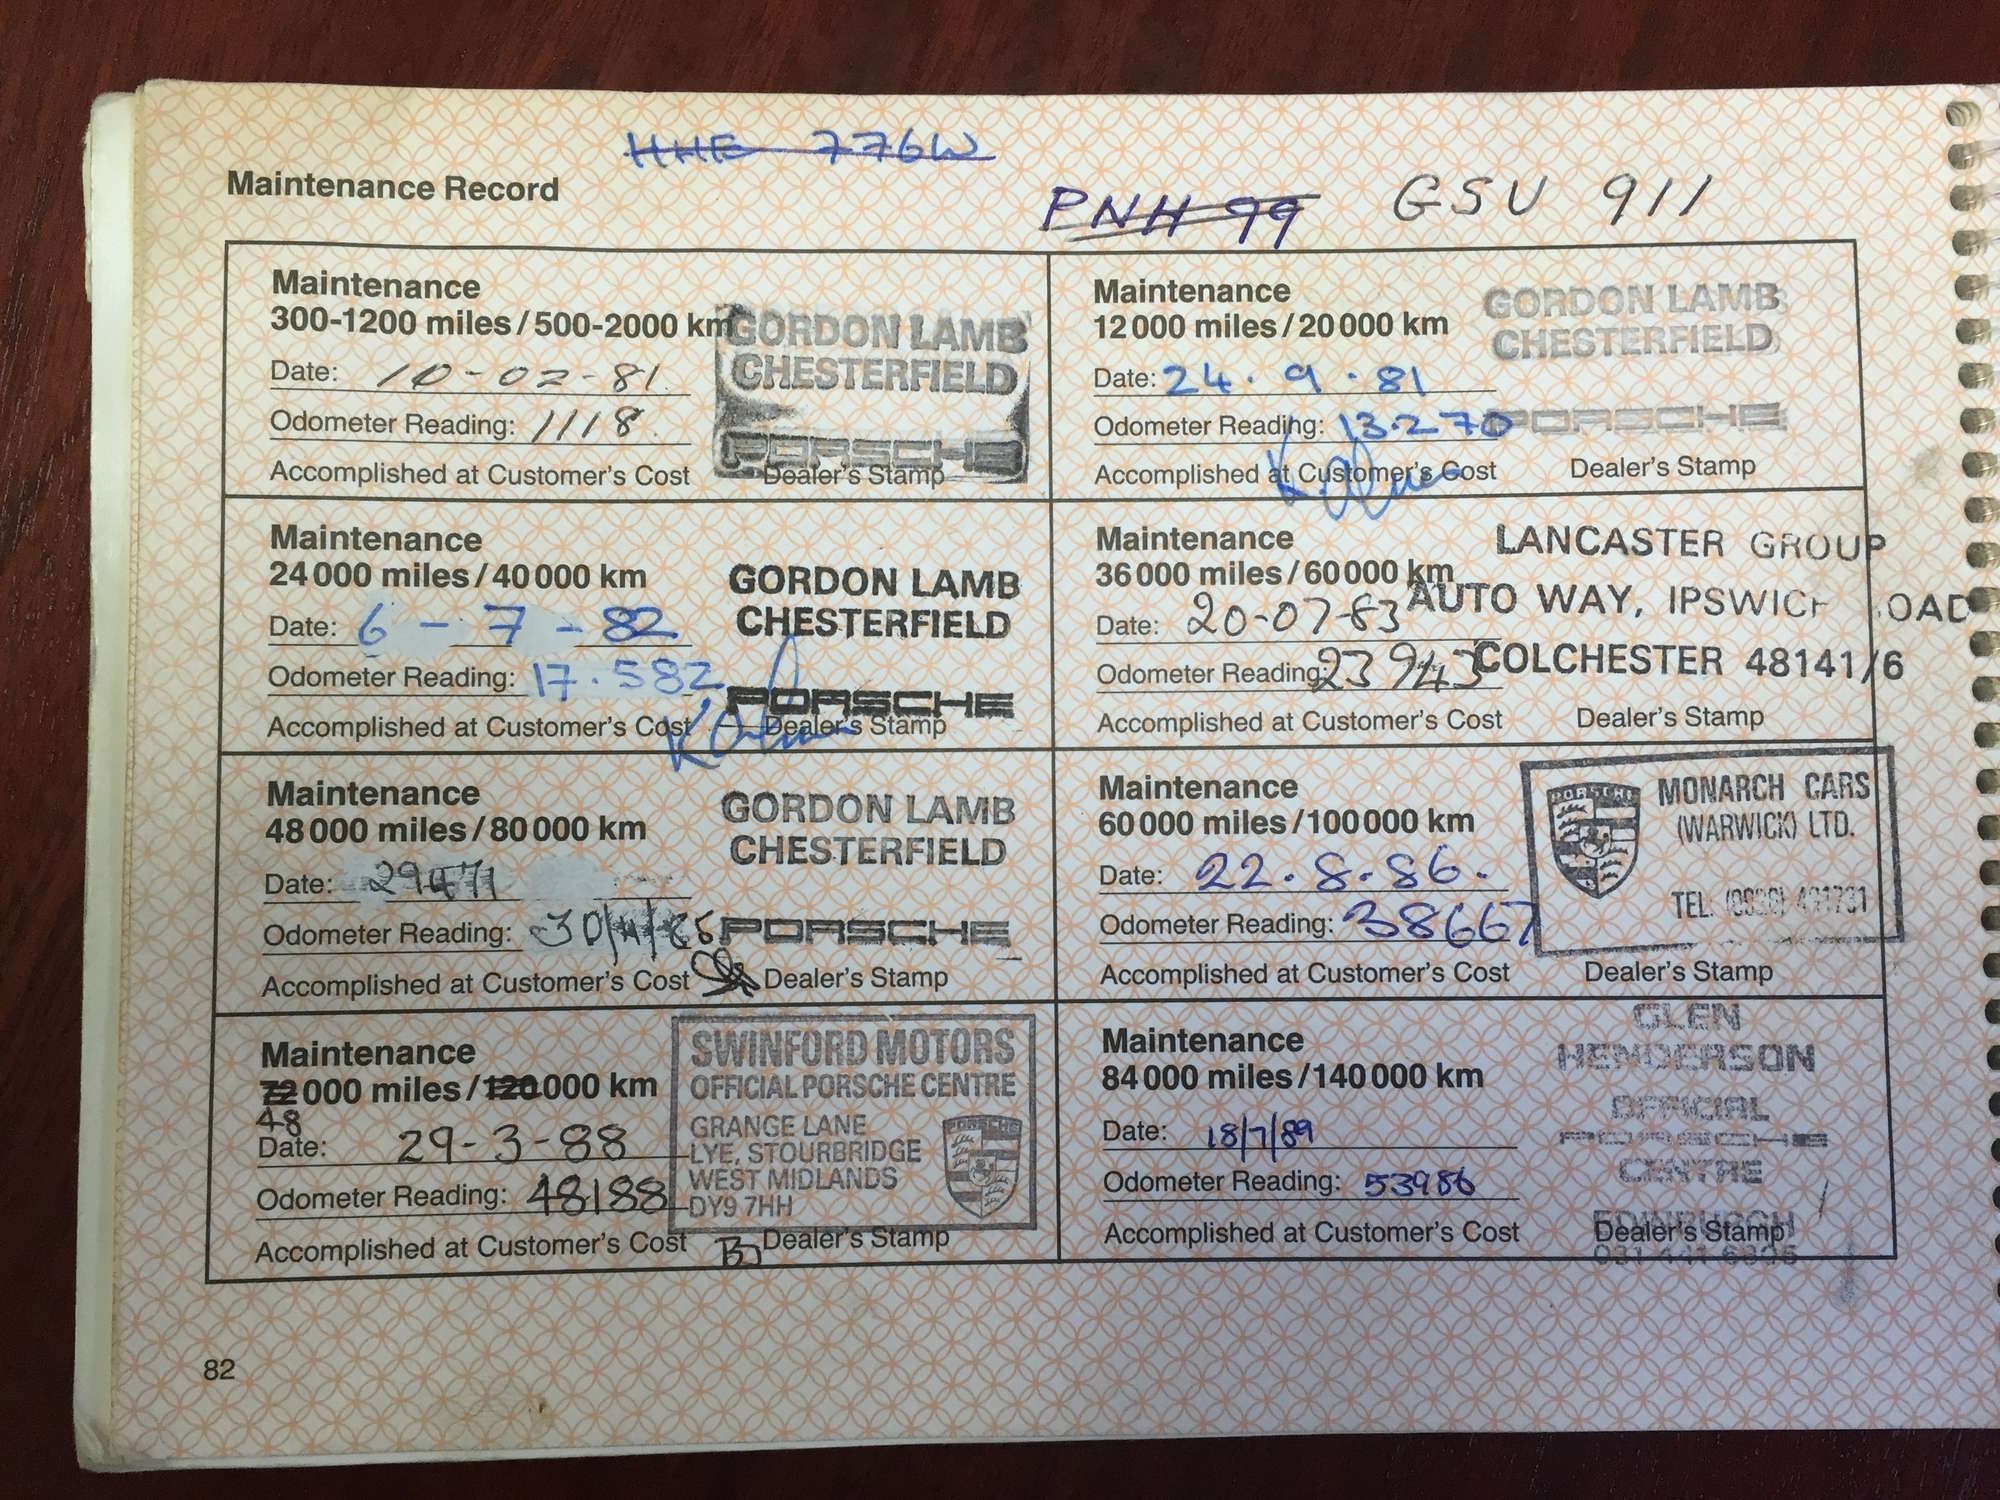 HHE 776W
Maintenance Record
PNH 99 GSU 911
Maintenance
300-1200 miles/500-2000 km
Date: 10-02-81
Odometer Reading: 1118
Accomplished at Customer's Cost
GORDON LAMB
CHESTERFIELD
PORSCHE
Dealer's Stamp
Maintenance
12000 miles/20000 km
Date: 24.9.81
Odometer Reading: 13.270
Accomplished at Customer's Cost
GORDON LAMB
CHESTERFIELD
PORSCHE
Dealer's Stamp
Maintenance
24000 miles/40000 km
Date: 6-7-82
Odometer Reading: 17.582
Accomplished at Customer's Cost
GORDON LAMB
CHESTERFIELD
PORSCHE
Dealer's Stamp
Maintenance
36000 miles/60000 km
Date: 20-07-83
Odometer Reading: 23943
Accomplished at Customer's Cost
LANCASTER GROUP
AUTO WAY, IPSWICH OAD
COLCHESTER 48141/6
Dealer's Stamp
Maintenance
48000 miles/80000 km
Date: 29471
Odometer Reading:
Accomplished at Customer's Cost
GORDON LAMB
CHESTERFIELD
PORSCHE
Dealer's Stamp
Maintenance
60000 miles/100000 km
Date: 22.8.86.
Odometer Reading: 38667
Accomplished at Customer's Cost
PORSCHE
MONARCH CARS
(WARWICK) LTD.
TEL:
Dealer's Stamp
Maintenance
72000 miles/120000 km
48
Date: 29-3-88
Odometer Reading: 48188
Accomplished at Customer's Cost
SWINFORD MOTORS
OFFICIAL PORSCHE CENTRE
GRANGE LANE
LYE, STOURBRIDGE
WEST MIDLANDS
DY9 7HH
PORSCHE
Dealer's Stamp
Maintenance
84000 miles/140000 km
Date: 18/7/89
Odometer Reading: 53986
Accomplished at Customer's Cost
GLEN
HENDERSON
OFFICIAL
PORSCHE
CENTRE
EDINBURGH
Dealer's Stamp
82